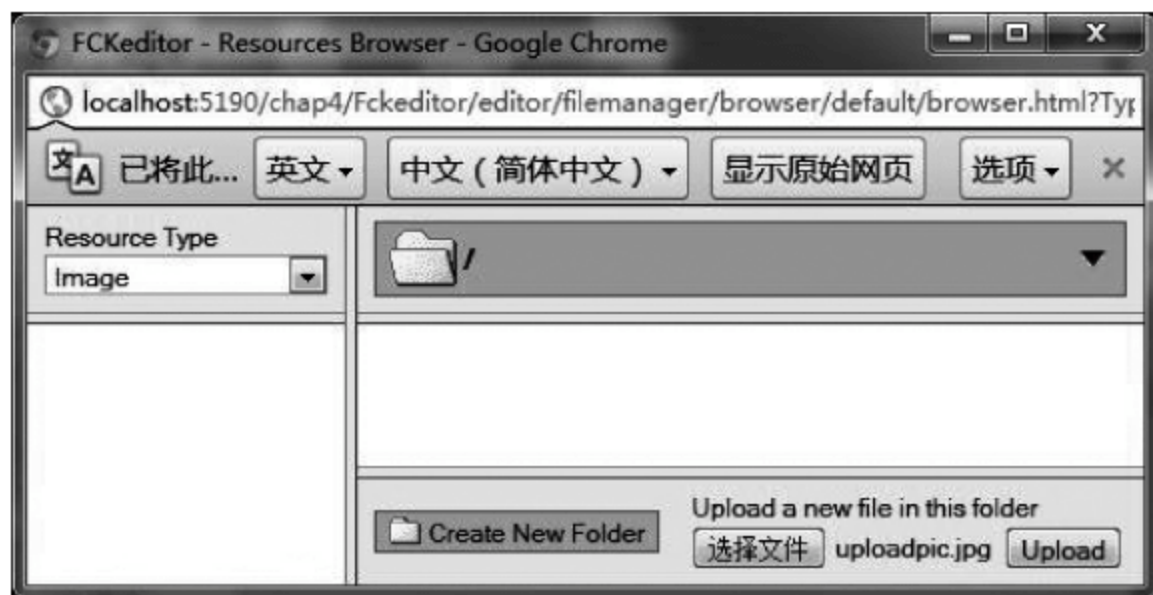 FCKeditor - Resources Browser - Google Chrome
localhost:5190/chap4/Fckeditor/editor/filemanager/browser/default/browser.html?Typ
已将此... 英文 中文 ( 简体中文 ) 显示原始网页 选项
Resource Type
Image
/
Create New Folder
Upload a new file in this folder
选择文件 uploadpic.jpg Upload